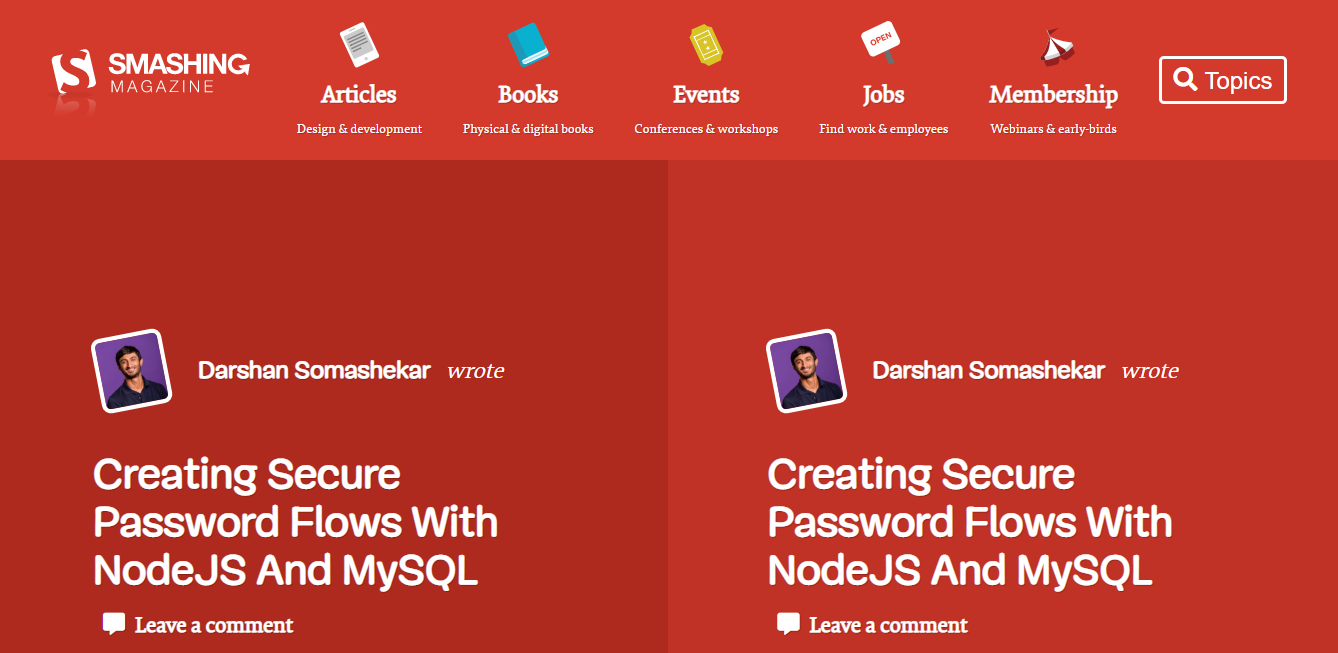 SMASHING
MAGAZINE
OPEN
Articles
Design & development
Books
Physical & digital books
Events
Conferences & workshops
Jobs
Find work & employees
Membership
Webinars & early-birds
Topics
Darshan Somashekar wrote
Creating Secure
Password Flows With
NodeJS And MySQL
Leave a comment
Darshan Somashekar wrote
Creating Secure
Password Flows With
NodeJS And MySQL
Leave a comment